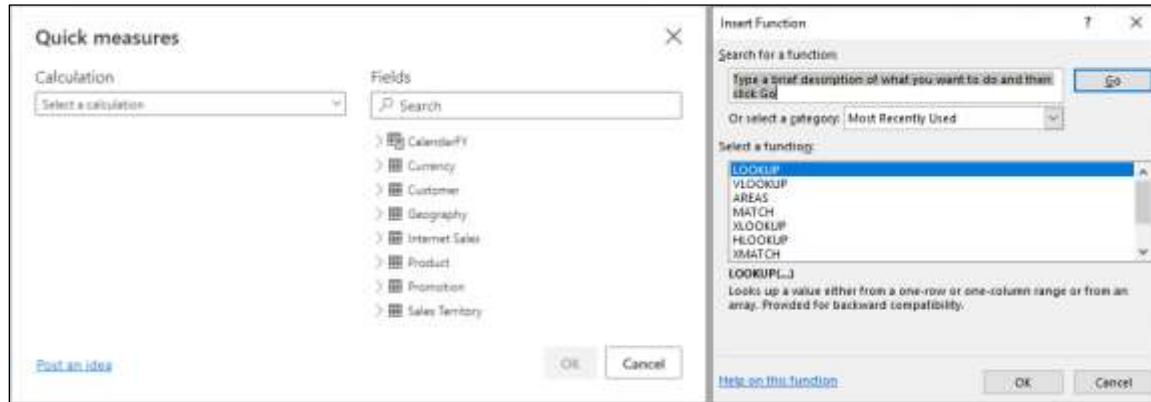 Quick measures
Calculation
Select a calculation
Fields
Search
CalendarFY
Currency
Customer
Geography
Internet Sales
Product
Promotion
Sales Territory
Post an idea
OK
Cancel
Insert Function
?
Search for a function:
Type a brief description of what you want to do and then
click Go
Go
Or select a category: Most Recently Used
Select a function:
LOOKUP
VLOOKUP
AREAS
MATCH
XLOOKUP
HLOOKUP
XMATCH
LOOKUP(...)
Looks up a value either from a one-row or one-column range or from an
array. Provided for backward compatibility.
Help on this function
OK
Cancel